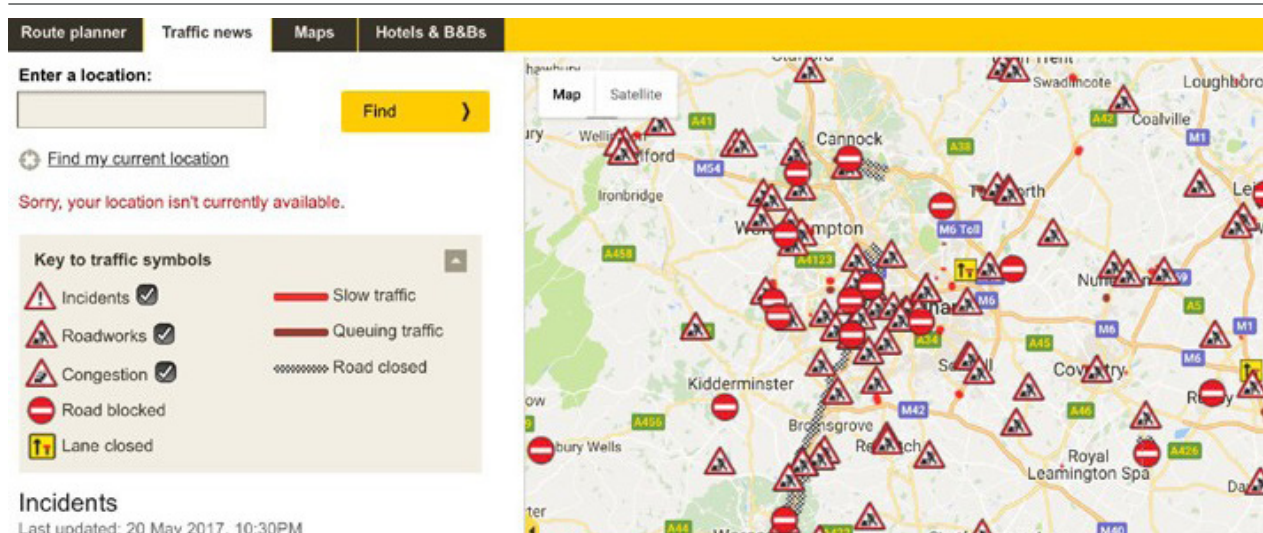 Route planner
Traffic news
Maps
Hotels & B&Bs
Enter a location:
Find
Find my current location
Sorry, your location isn't currently available.
Key to traffic symbols
Incidents
Slow traffic
Roadworks
Queuing traffic
Congestion
Road closed
Road blocked
Lane closed
Incidents
Last updated: 20 May 2017, 10:30PM
Map
Satellite
Swadlincote
Loughboro
A41
A42
Coalville
Cannock
M1
A38
M54
Ironbridge
M6 Toll
A458
A4123
M6
A5
A34
M6
M1
A45
M6
Kidderminster
M42
A46
A456
Bromsgrove
bury Wells
A426
Royal
Leamington Spa
A44
M40